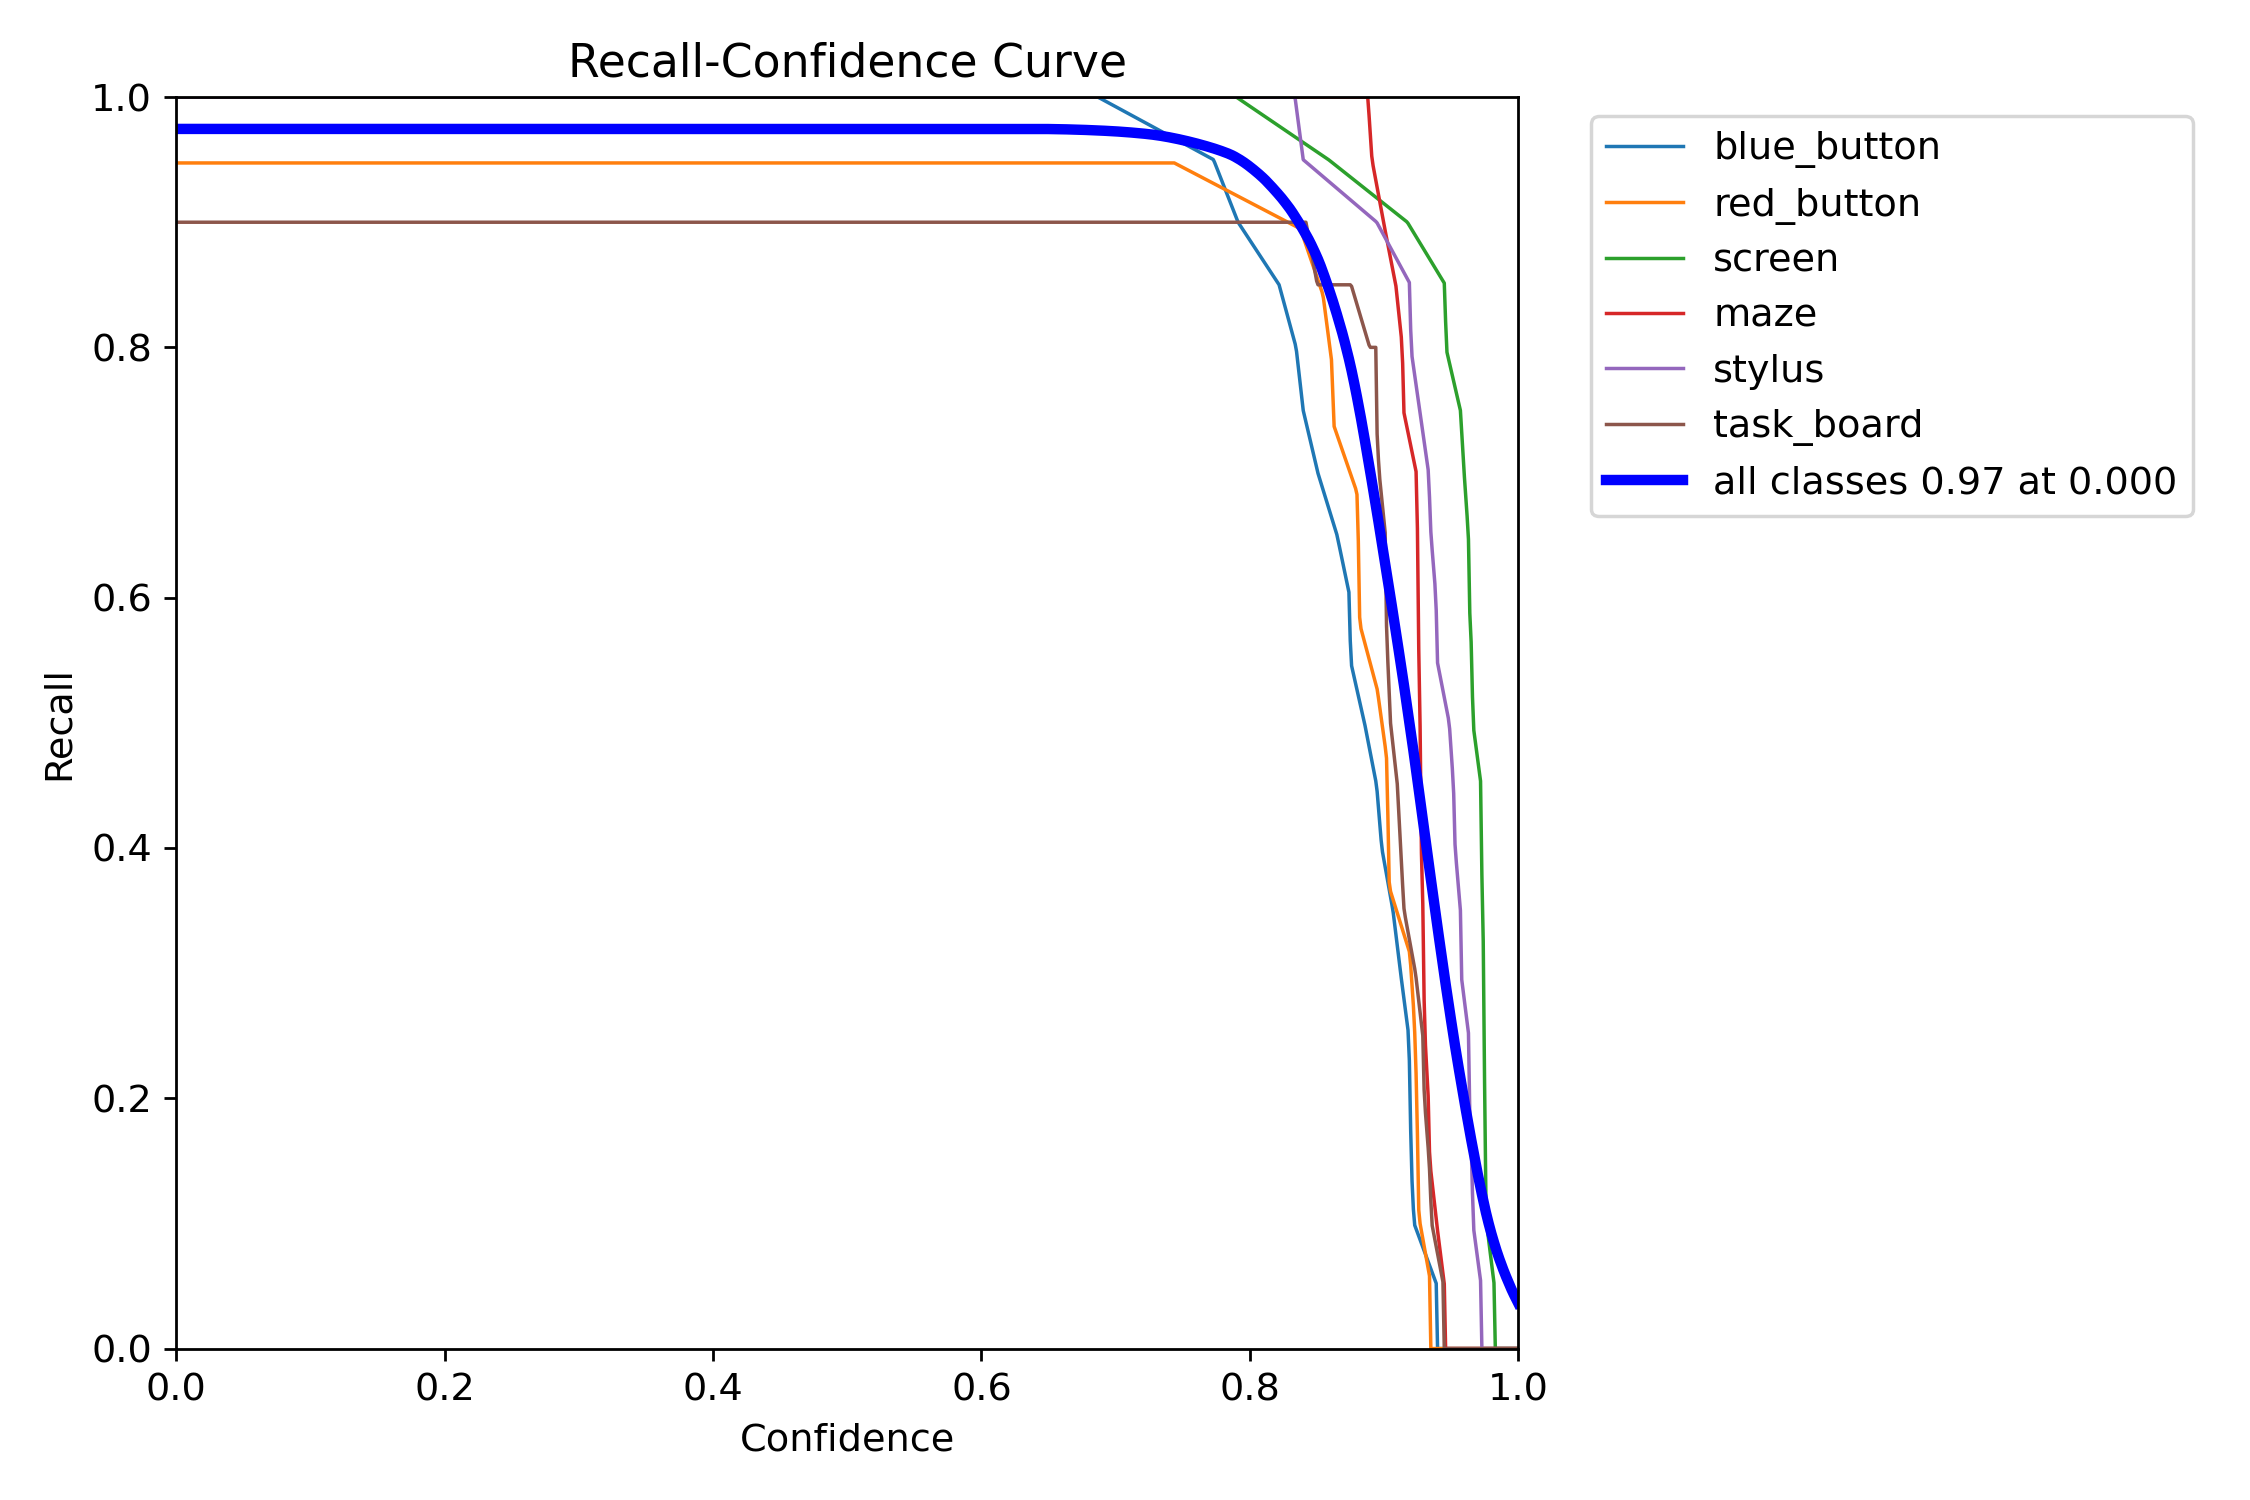 Recall-Confidence Curve
1.0
0.8
0.6
0.4
0.2
0.0
Recall
0.0 0.2 0.4 0.6 0.8 1.0
Confidence
blue_button
red_button
screen
maze
stylus
task_board
all classes 0.97 at 0.000